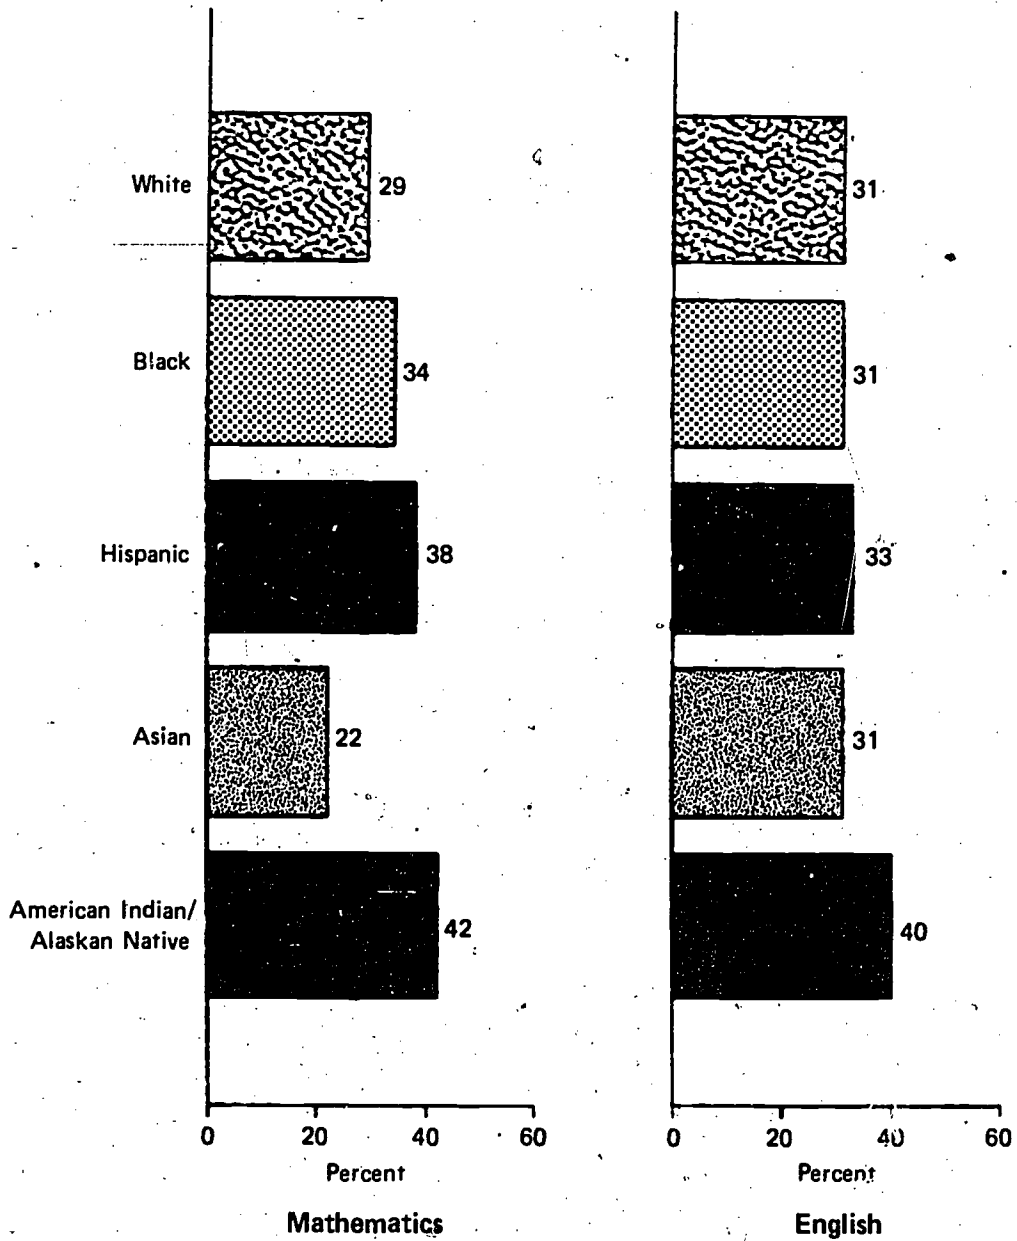 White
29
31
Black
34
31
Hispanic
38
33
Asian
22
31
American Indian/
Alaskan Native
42
40
0 20 40 60
0 20 40 60
Percent
Percent
Mathematics
English